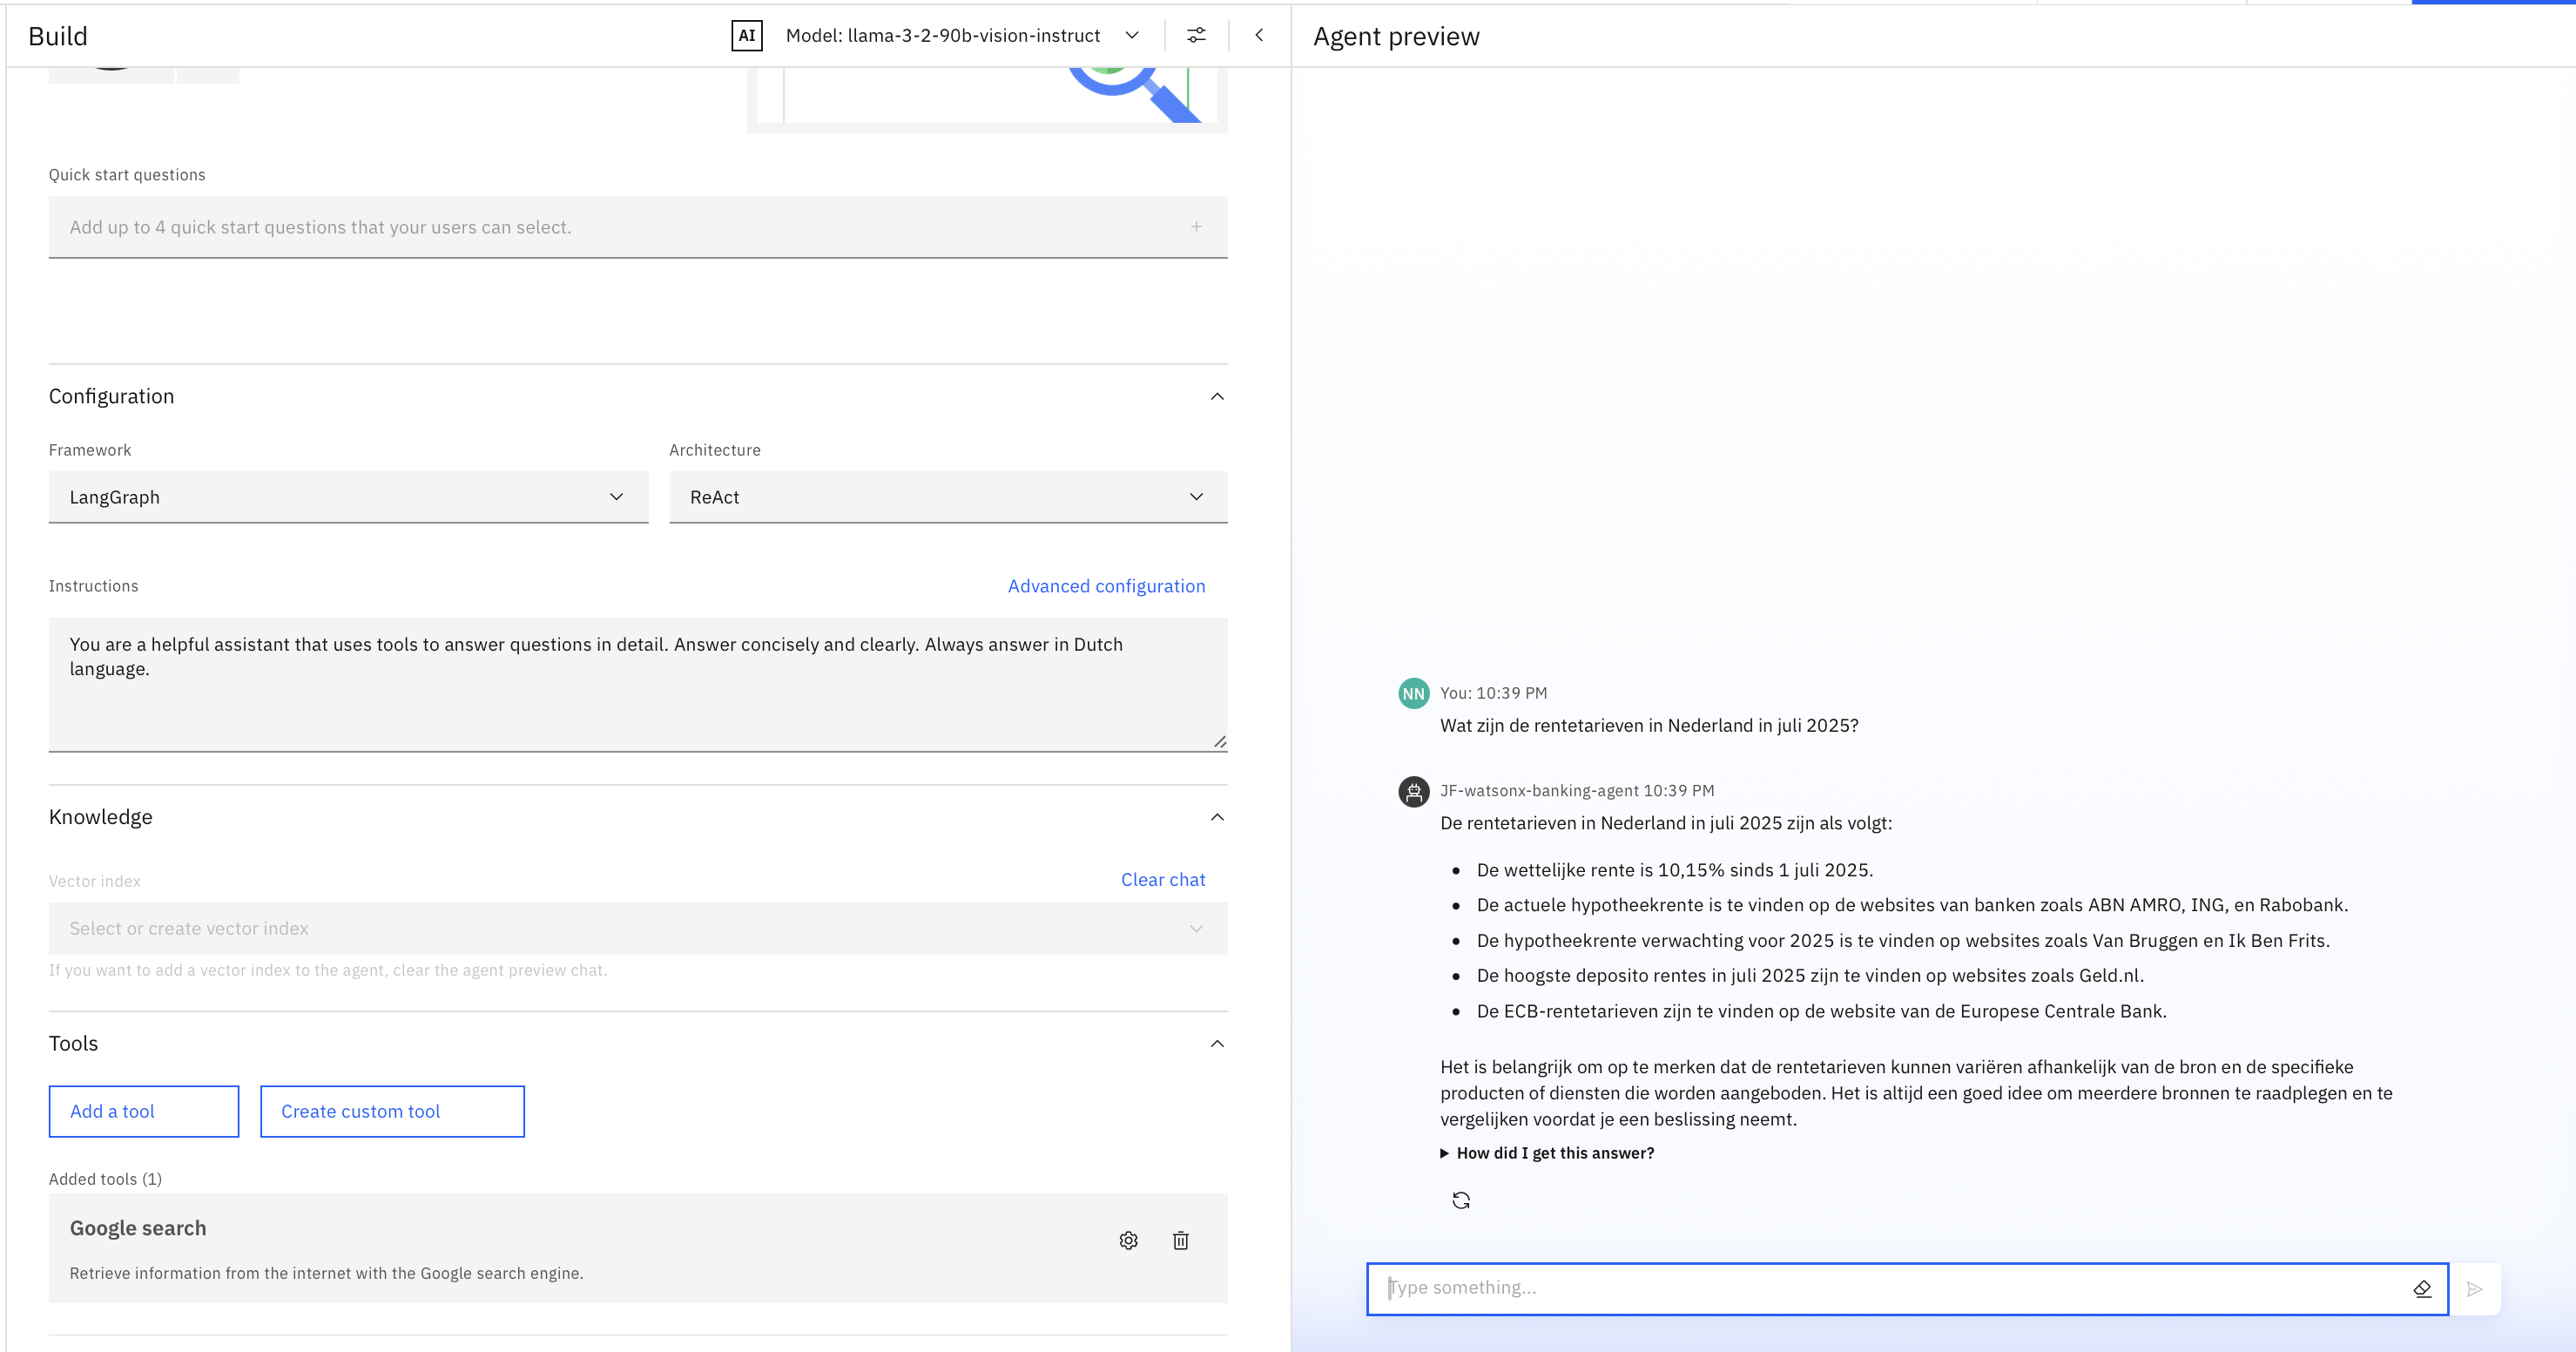 Build
AI
Model: llama-3-2-90b-vision-instruct
Agent preview
Quick start questions
Add up to 4 quick start questions that your users can select.
Configuration
Framework
Architecture
LangGraph
ReAct
Instructions
Advanced configuration
You are a helpful assistant that uses tools to answer questions in detail. Answer concisely and clearly. Always answer in Dutch
language.
Knowledge
Vector index
Clear chat
Select or create vector index
If you want to add a vector index to the agent, clear the agent preview chat.
Tools
Add a tool
Create custom tool
Added tools (1)
Google search
Retrieve information from the internet with the Google search engine.
NN
You: 10:39 PM
Wat zijn de rentetarieven in Nederland in juli 2025?
JF-watsonx-banking-agent 10:39 PM
De rentetarieven in Nederland in juli 2025 zijn als volgt:
• De wettelijke rente is 10,15% sinds 1 juli 2025.
• De actuele hypotheekrente is te vinden op de websites van banken zoals ABN AMRO, ING, en Rabobank.
• De hypotheekrente verwachting voor 2025 is te vinden op websites zoals Van Bruggen en Ik Ben Frits.
• De hoogste deposito rentes in juli 2025 zijn te vinden op websites zoals Geld.nl.
• De ECB-rentetarieven zijn te vinden op de website van de Europese Centrale Bank.
Het is belangrijk om op te merken dat de rentetarieven kunnen variëren afhankelijk van de bron en de specifieke
producten of diensten die worden aangeboden. Het is altijd een goed idee om meerdere bronnen te raadplegen en te
vergelijken voordat je een beslissing neemt.
How did I get this answer?
Type something...